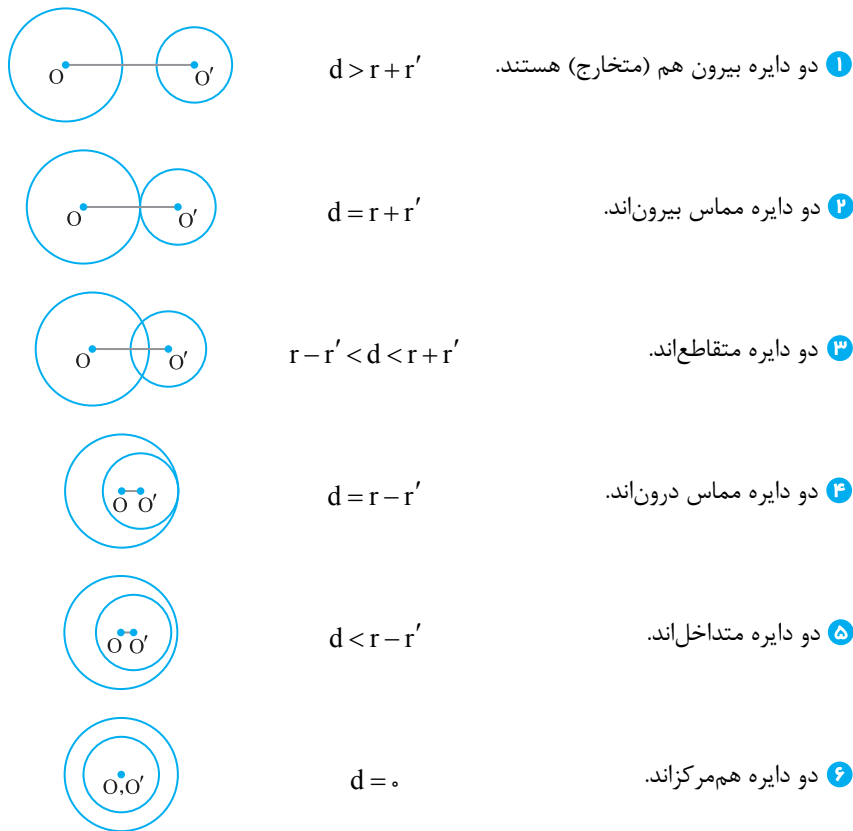 ۱ دو دایره بیرون هم (متخارج) هستند. d > r + r′ O O′
۲ دو دایره مماس بیرون‌اند. d = r + r′ O O′
۳ دو دایره متقاطع‌اند. r − r′ < d < r + r′ O O′
۴ دو دایره مماس درون‌اند. d = r − r′ O O′
۵ دو دایره متداخل‌اند. d < r − r′ O O′
۶ دو دایره هم‌مرکزاند. d = ۰ O,O′